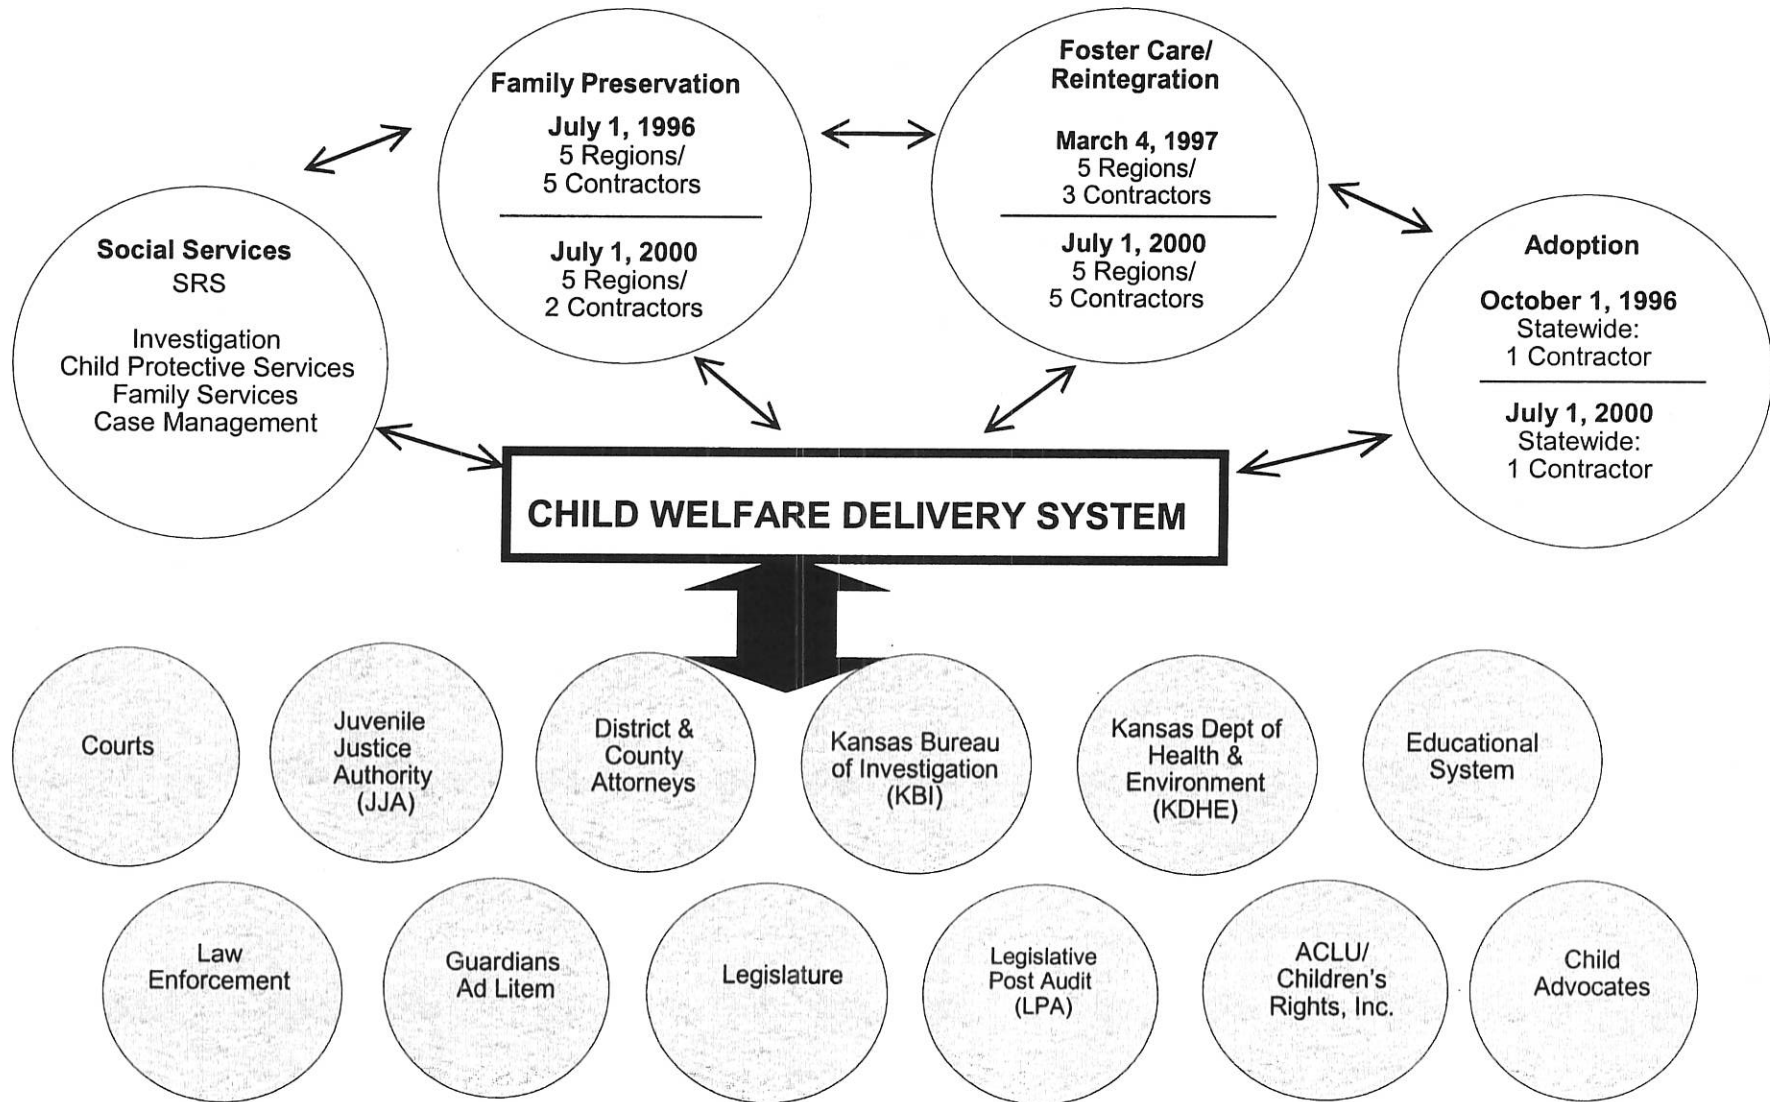 Social Services
SRS
Investigation
Child Protective Services
Family Services
Case Management
Family Preservation
July 1, 1996
5 Regions/
5 Contractors
July 1, 2000
5 Regions/
2 Contractors
Foster Care/
Reintegration
March 4, 1997
5 Regions/
3 Contractors
July 1, 2000
5 Regions/
5 Contractors
Adoption
October 1, 1996
Statewide:
1 Contractor
July 1, 2000
Statewide:
1 Contractor
CHILD WELFARE DELIVERY SYSTEM
Courts
Juvenile
Justice
Authority
(JJA)
District &
County
Attorneys
Kansas Bureau
of Investigation
(KBI)
Kansas Dept of
Health &
Environment
(KDHE)
Educational
System
Law
Enforcement
Guardians
Ad Litem
Legislature
Legislative
Post Audit
(LPA)
ACLU/
Children's
Rights, Inc.
Child
Advocates